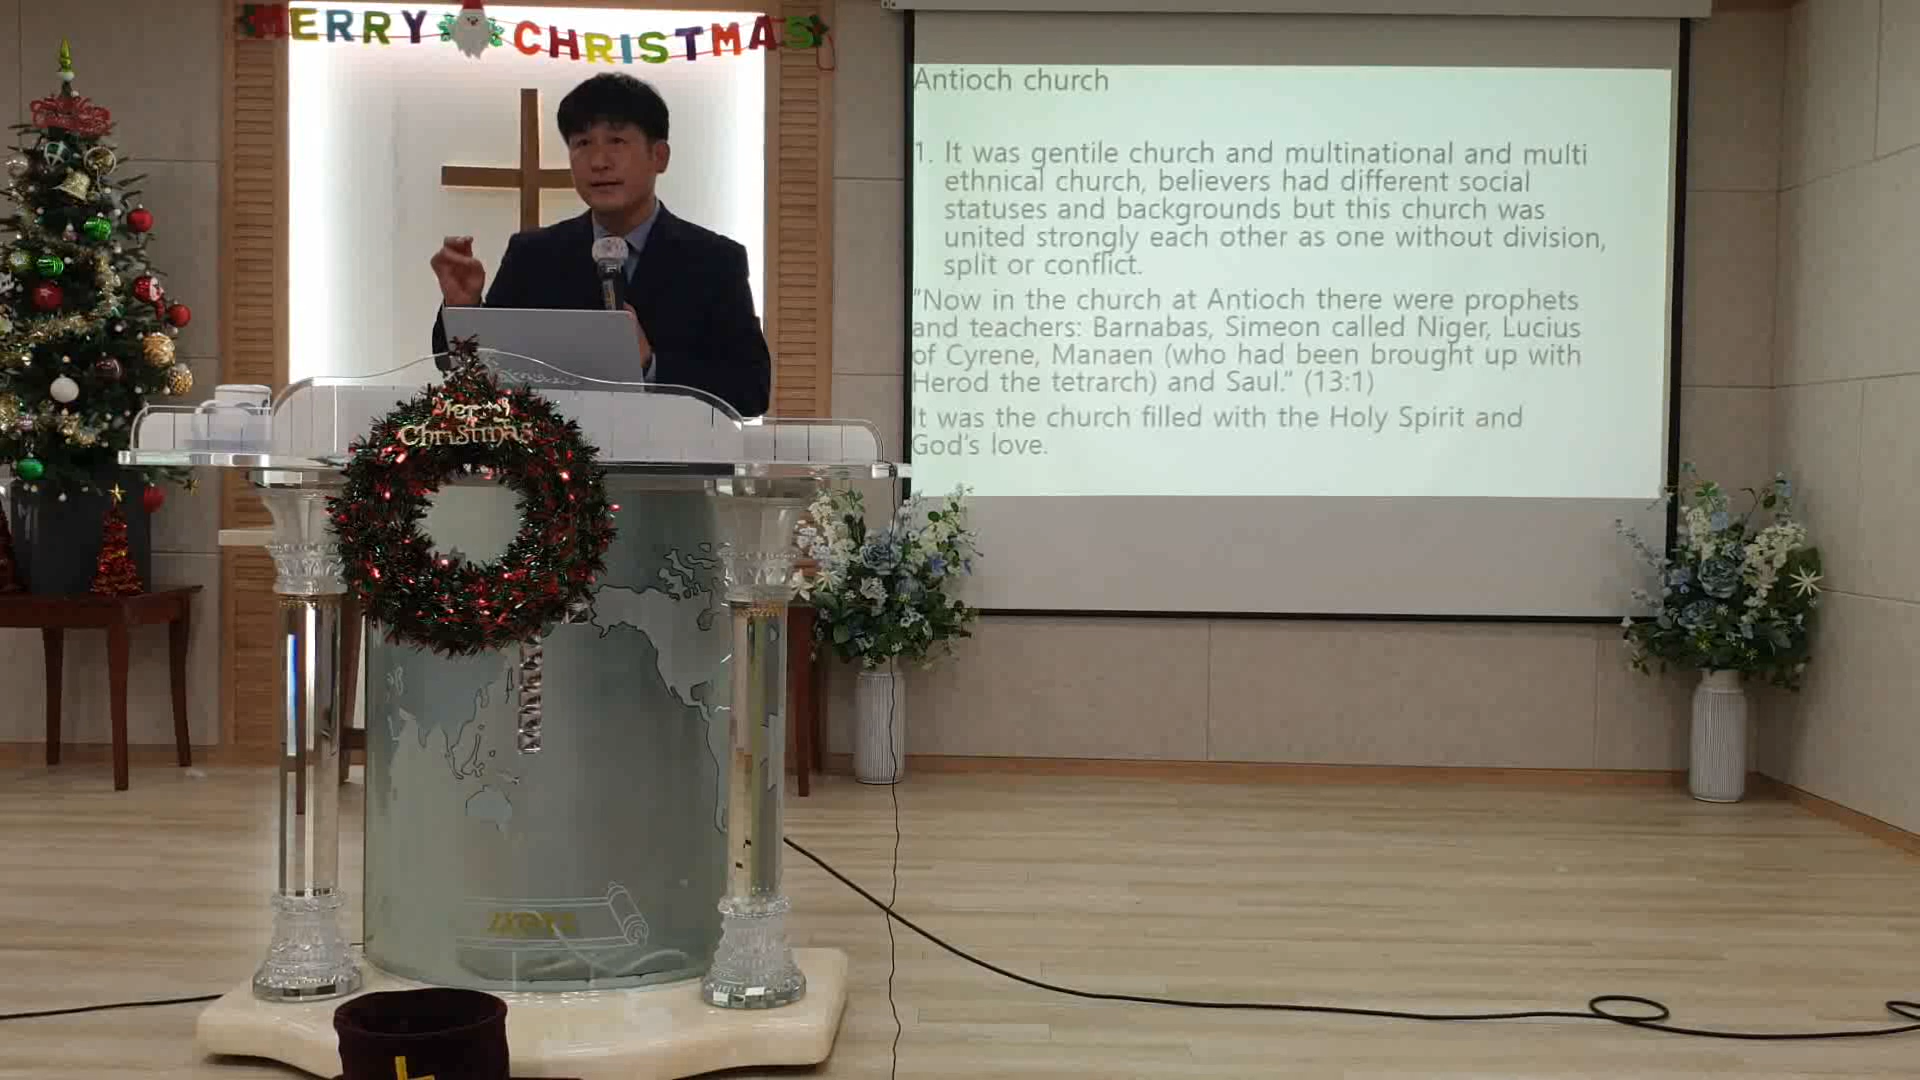 MERRY CHRISTMAS
Antioch church
1. It was gentile church and multinational and multi
ethnical church, believers had different social
statuses and backgrounds but this church was
united strongly each other as one without division,
split or conflict.
"Now in the church at Antioch there were prophets
and teachers: Barnabas, Simeon called Niger, Lucius
of Cyrene, Manaen (who had been brought up with
Herod the tetrarch) and Saul." (13:1)
It was the church filled with the Holy Spirit and
God's love.
Merry
Christmas